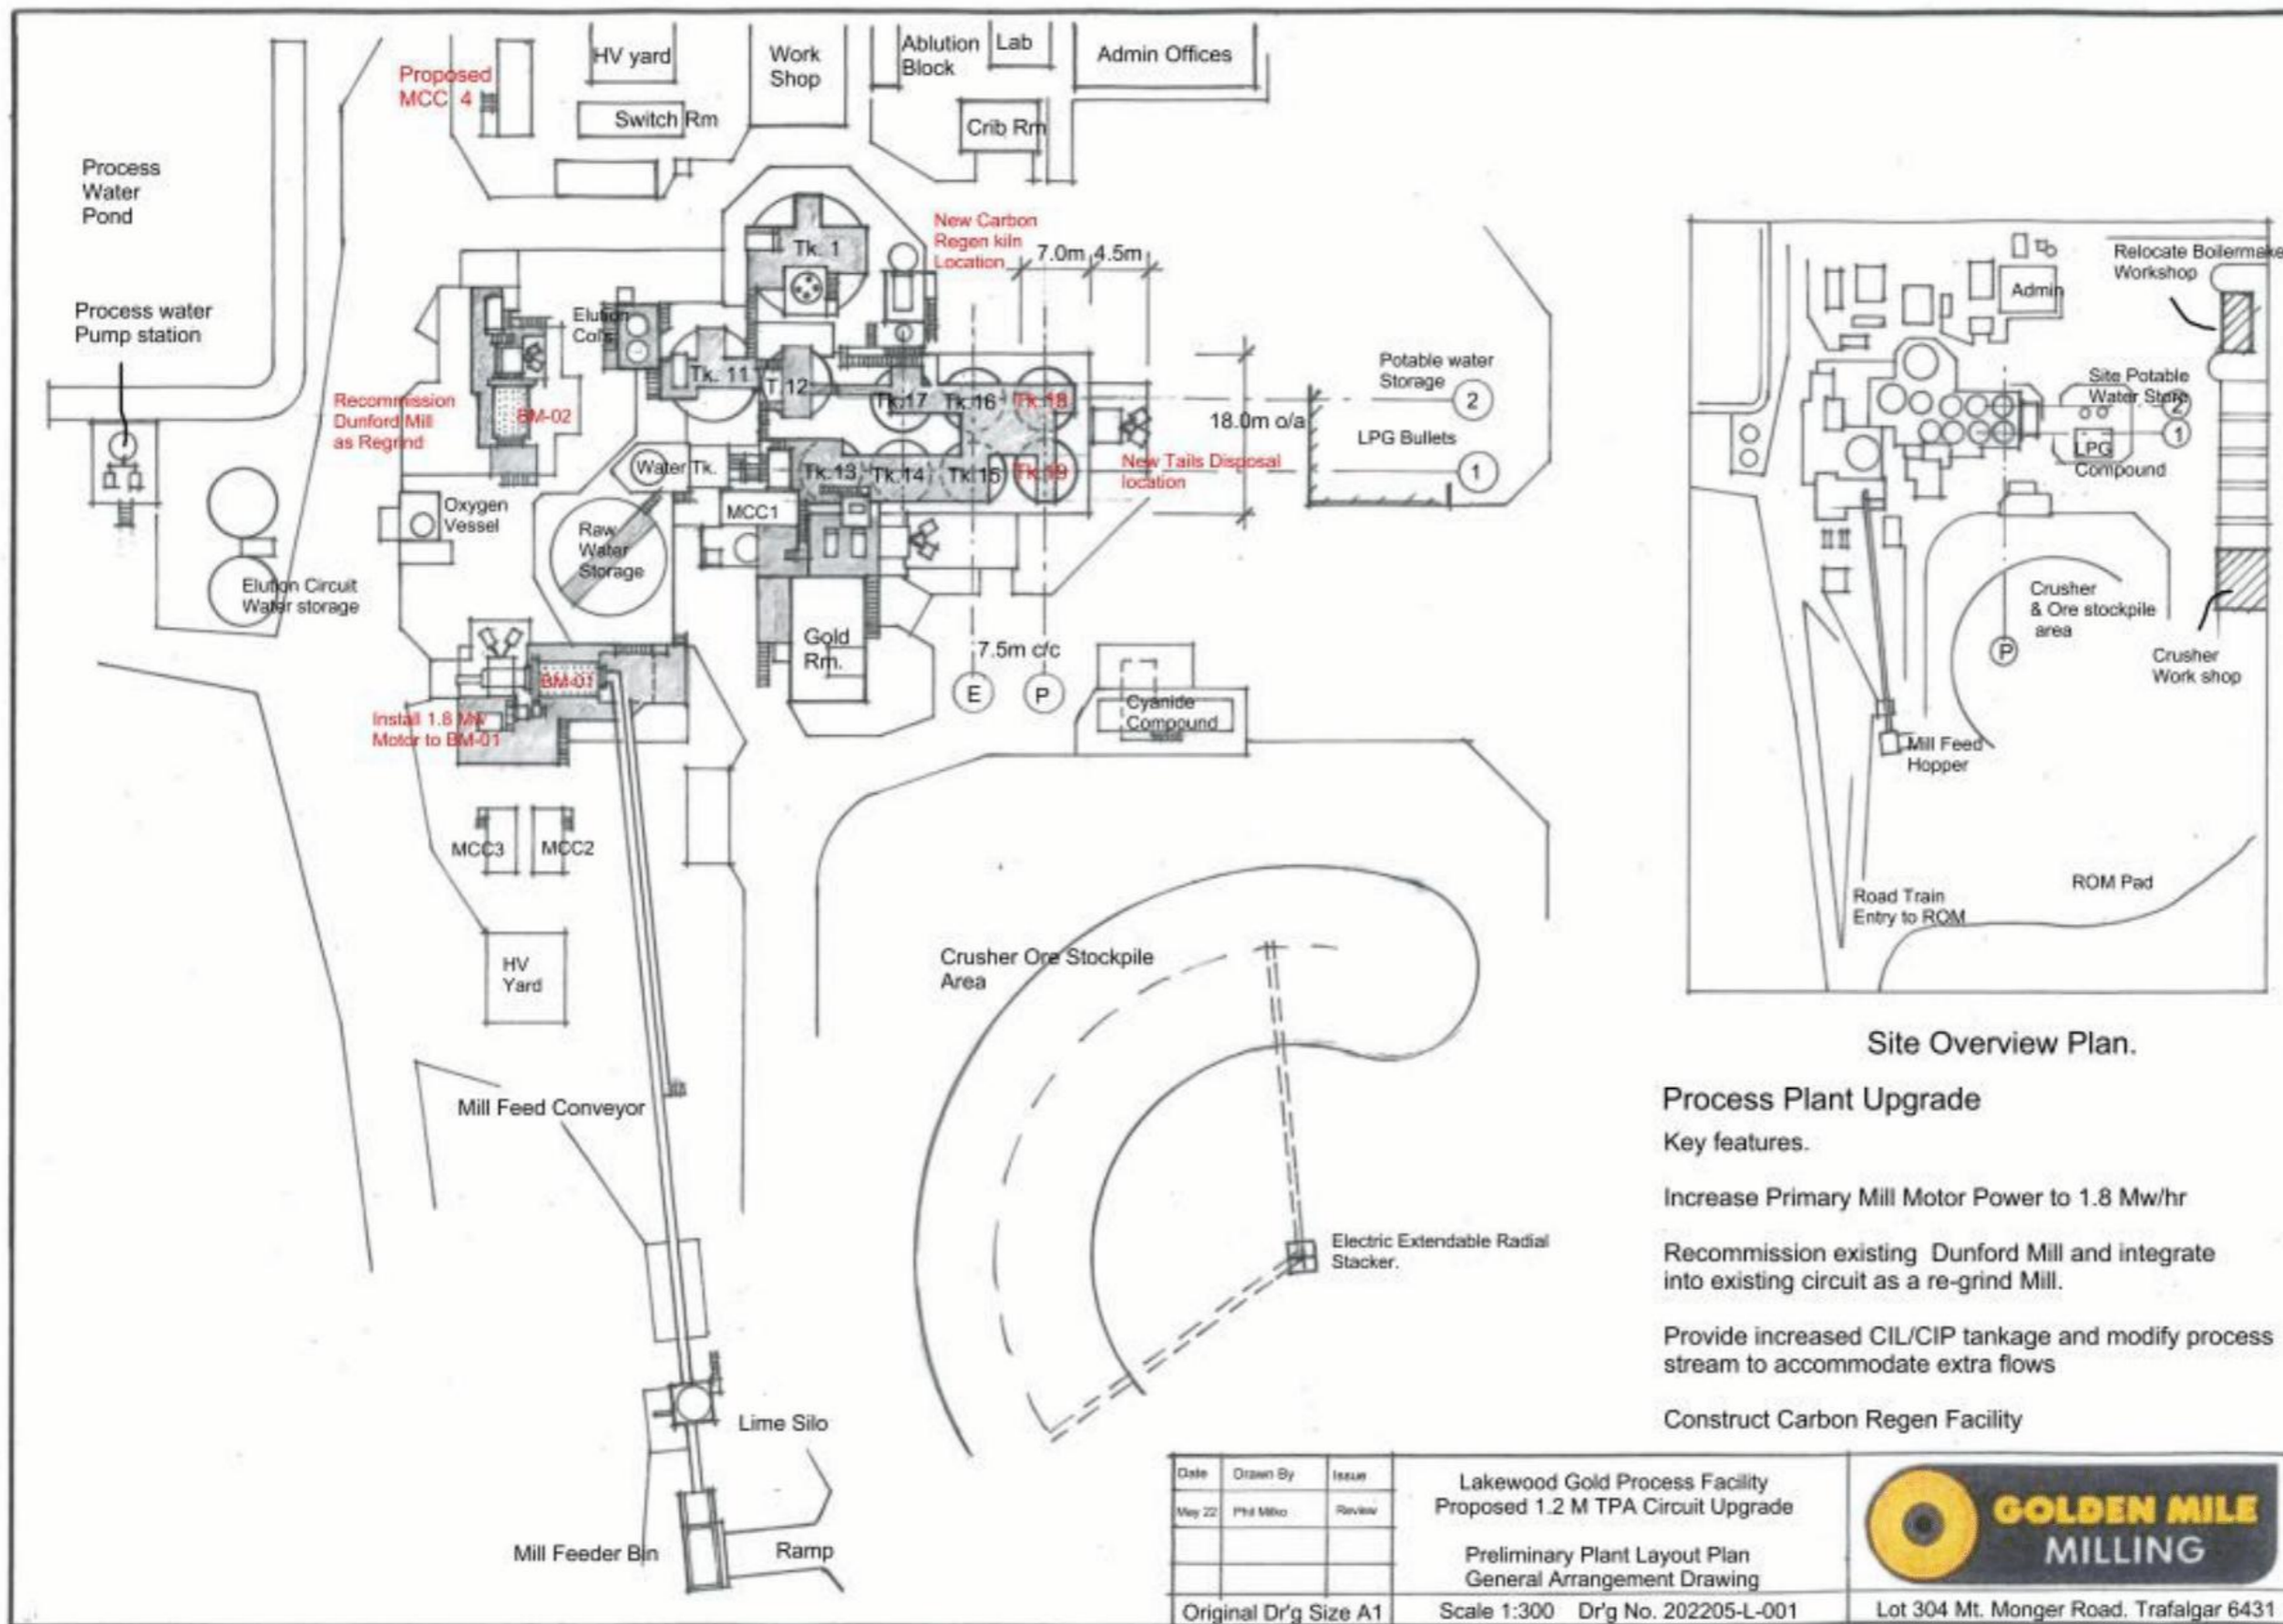 Proposed
MCC 4
HV yard
Switch Rm
Work
Shop
Ablution
Block
Lab
Admin Offices
Crib Rm
Process
Water
Pond
Process water
Pump station
Tk. 1
New Carbon
Regen kiln
Location
7.0m
4.5m
Elution
Recommission
Dunford Mill
as Regrind
BM-02
Tk. 11
T.12
Tk.17
Tk.16
Tk.18
18.0m o/a
Potable water
Storage
2
LPG Bullets
1
Water Tk.
Tk.13
Tk.14
Tk.15
Tk.19
New Tails Disposal
location
MCC1
Oxygen
Vessel
Raw
Water
Storage
Elution Circuit
Water storage
Gold
Rm.
7.5m c/c
E
P
Cyanide
Compound
BM-01
Install 1.8 Mw
Motor to BM-01
MCC3
MCC2
HV
Yard
Crusher Ore Stockpile
Area
Mill Feed Conveyor
Electric Extendable Radial
Stacker.
Lime Silo
Mill Feeder Bin
Ramp
Relocate Boilermake
Workshop
Admin
Site Potable
Water Store
2
1
LPG
Compound
Crusher
& Ore stockpile
area
P
Crusher
Work shop
Mill Feed
Hopper
ROM Pad
Road Train
Entry to ROM
Site Overview Plan.
Process Plant Upgrade
Key features.
Increase Primary Mill Motor Power to 1.8 Mw/hr
Recommission existing Dunford Mill and integrate
into existing circuit as a re-grind Mill.
Provide increased CIL/CIP tankage and modify process
stream to accommodate extra flows
Construct Carbon Regen Facility
Date
Drawn By
Issue
May 22
Phil
Review
Lakewood Gold Process Facility
Proposed 1.2 M TPA Circuit Upgrade
Preliminary Plant Layout Plan
General Arrangement Drawing
Original Dr'g Size A1
Scale 1:300 Dr'g No. 202205-L-001
GOLDEN MILE
MILLING
Lot 304 Mt. Monger Road. Trafalgar 6431